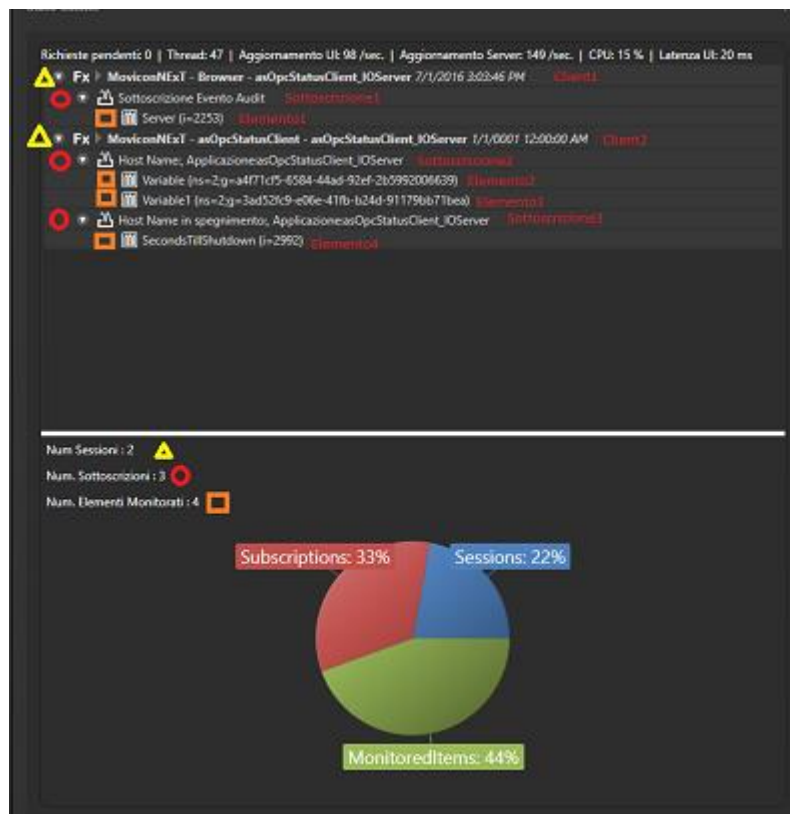 Richieste pendenti: 0 | Thread: 47 | Aggiornamento UI: 98 /sec. | Aggiornamento Server: 149 /sec. | CPU: 15 % | Latenza UI: 20 ms
Fx MoviconNExT - Browser - asOpcStatusClient_IOServer 7/1/2016 3:03:46 PM Client1
Sottoscrizione Evento Audit Sottoscrizione1
Server (i=2253) Elemento1
Fx MoviconNExT - asOpcStatusClient - asOpcStatusClient_IOServer 1/1/0001 12:00:00 AM Client2
Host Name:, ApplicazioneasOpcStatusClient_IOServer Sottoscrizione2
Variable (ns=2;g=a4f71cf5-6584-44ad-92ef-2b5992006639) Elemento2
Variable1 (ns=2;g=3ad52fc9-e06e-41fb-b24d-91179bb71bea) Elemento3
Host Name in spegnimento:, ApplicazioneasOpcStatusClient_IOServer Sottoscrizione3
SecondsTillShutdown (i=2992) Elemento4
Num Sessioni : 2
Num. Sottoscrizioni : 3
Num. Elementi Monitorati : 4
Subscriptions: 33%
Sessions: 22%
MonitoredItems: 44%